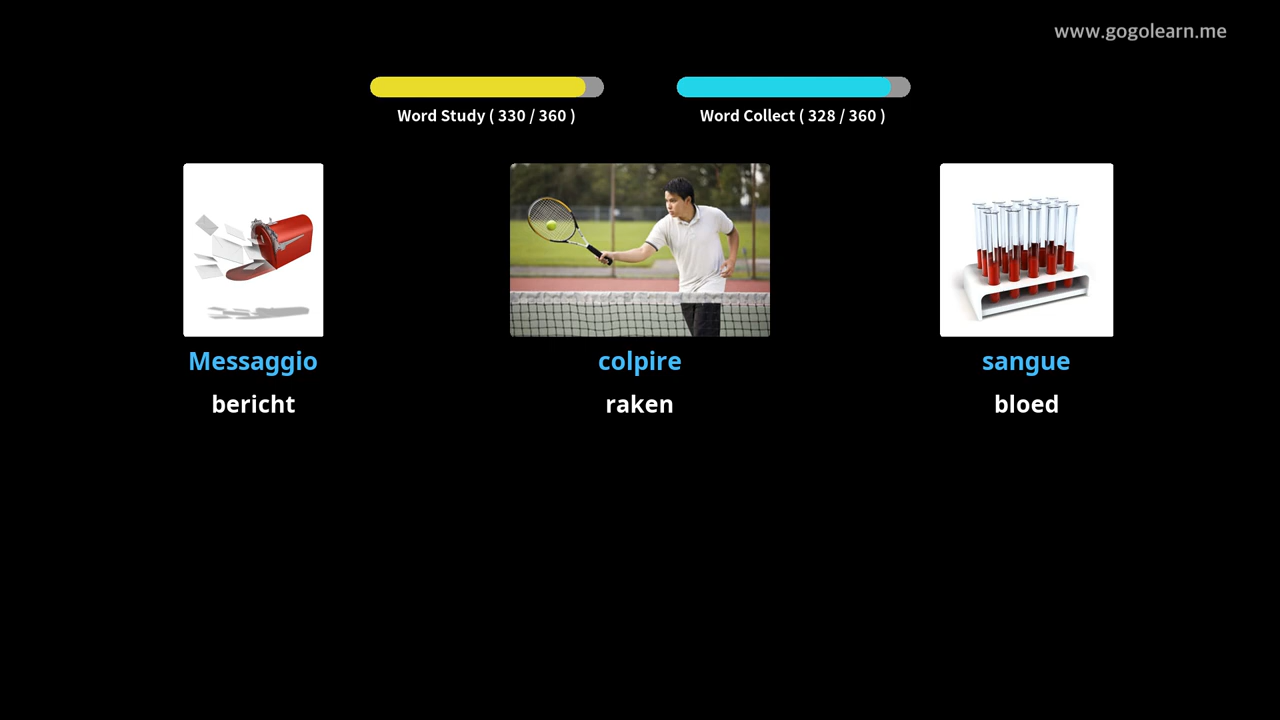 www.gogolearn.me
Word Study ( 330 / 360 )
Word Collect ( 328 / 360 )
Messaggio
colpire
sangue
bericht
raken
bloed